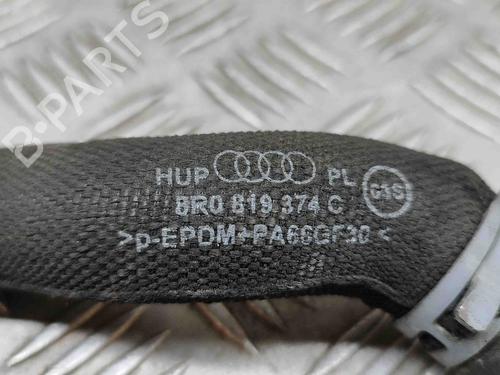 B-PARTS
HUP PL
8R0 819 374 C
>p-EPDM+PA66GF30<